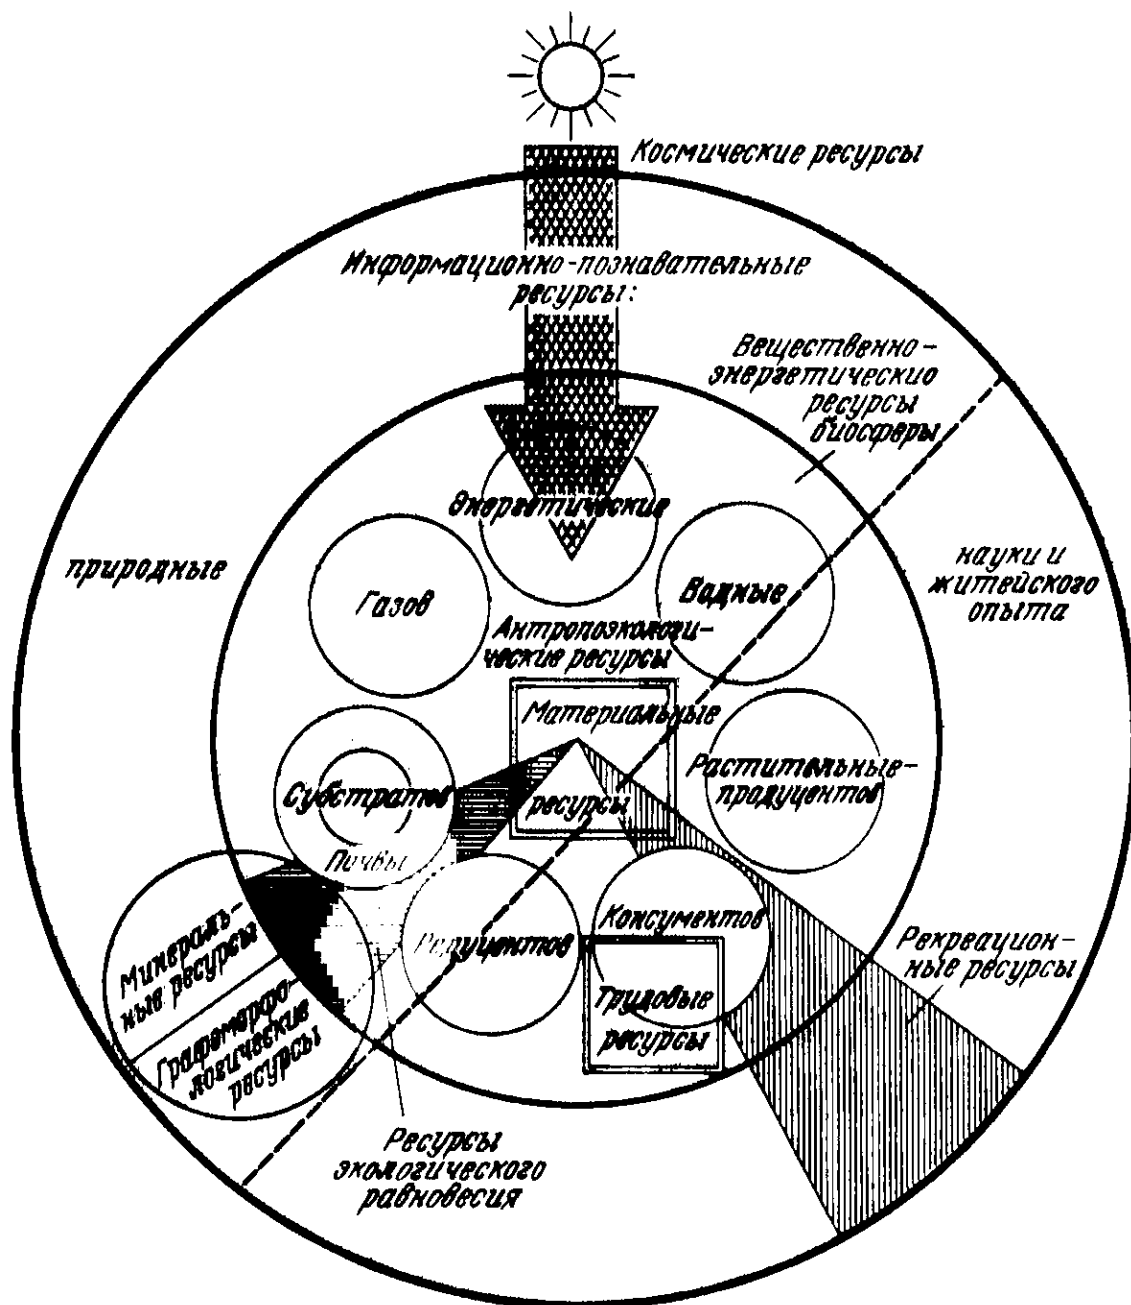 Космические ресурсы
Информационно-познавательные
ресурсы:
Вещественно-
энергетические
ресурсы
биосферы
Энергетические
природные
науки и
житейского
опыта
Газов
Водные
Антропоэкологи-
ческие ресурсы
Материальные
ресурсы
Растительные-
продуцентов
Субстратов
Почвы
Редуцентов
Консументов
Трудовые
ресурсы
Рекреацион-
ные ресурсы
Минераль-
ные ресурсы
Графоморфо-
логические
ресурсы
Ресурсы
экологического
равновесия